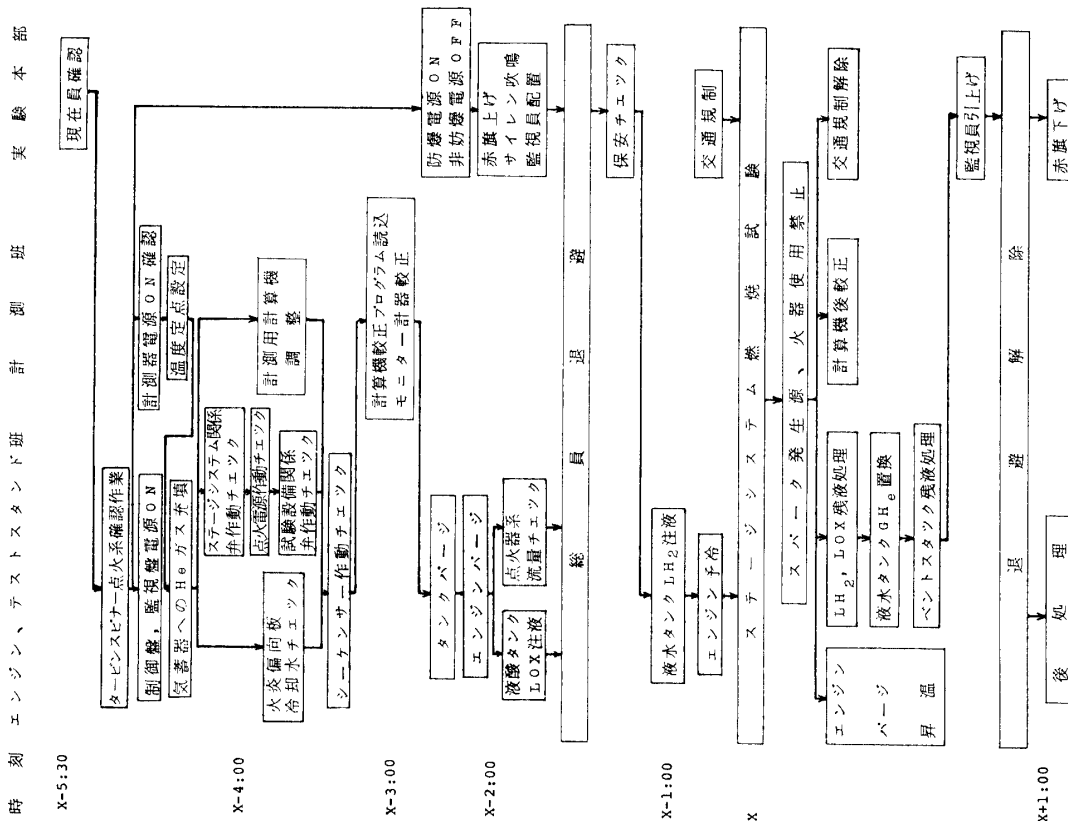 時刻 エンジン、テストスタンド班 計測班 実験本部
X-5:30
現在員確認
タービンスピナー点火系確認作業
制御盤，監視盤電源ON
計測器電源ON確認
気蓄器へのHeガス充填
温度定点設定
X-4:00
火炎偏向板
冷却水チェック
ステージシステム関係
弁作動チェック
点火電源作動チェック
試験設備関係
弁作動チェック
計測用計算機
調整
シーケンサー作動チェック
X-3:00
計算機較正プログラム読込
モニター計器較正
防爆電源ON
非妨爆電源OFF
タンクパージ
エンジンパージ
赤旗上げ
サイレン吹鳴
監視員配置
X-2:00
液酸タンク
LOX注液
点火器系
流量チェック
総員退避
保安チェック
X-1:00
液水タンクLH2注液
エンジン予冷
交通規制
X
ステージシステム燃焼試験
スパーク発生源、火器使用禁止
エンジン
パージ
昇温
LH2,LOX残液処理
液水タンクGHe置換
ベントスタック残液処理
計算機後較正
交通規制解除
監視員引上げ
退避解除
X+1:00
後処理
赤旗下げ